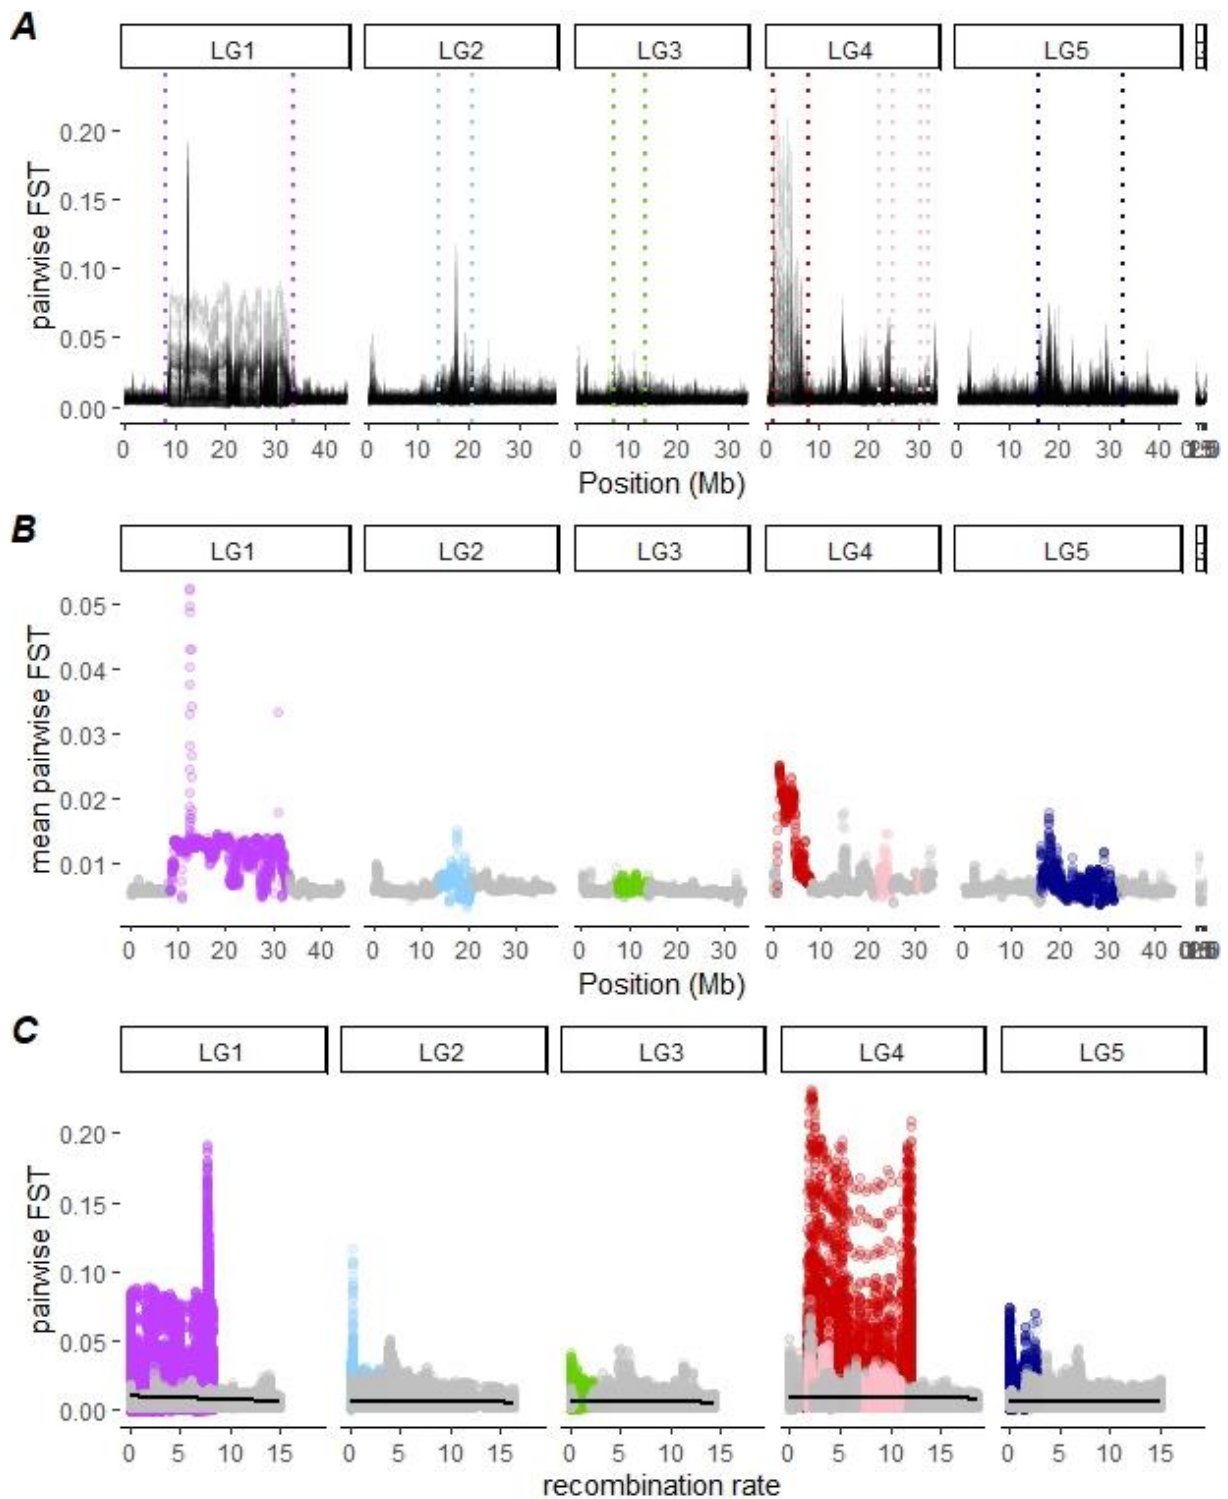 A
LG1 LG2 LG3 LG4 LG5
pairwise FST
0.20
0.15
0.10
0.05
0.00
0 10 20 30 40 0 10 20 30 0 10 20 30 0 10 20 30 0 10 20 30 40
Position (Mb)
B
LG1 LG2 LG3 LG4 LG5
mean pairwise FST
0.05
0.04
0.03
0.02
0.01
0 10 20 30 40 0 10 20 30 0 10 20 30 0 10 20 30 0 10 20 30 40
Position (Mb)
C
LG1 LG2 LG3 LG4 LG5
pairwise FST
0.20
0.15
0.10
0.05
0.00
0 5 10 15 0 5 10 15 0 5 10 15 0 5 10 15 0 5 10 15
recombination rate